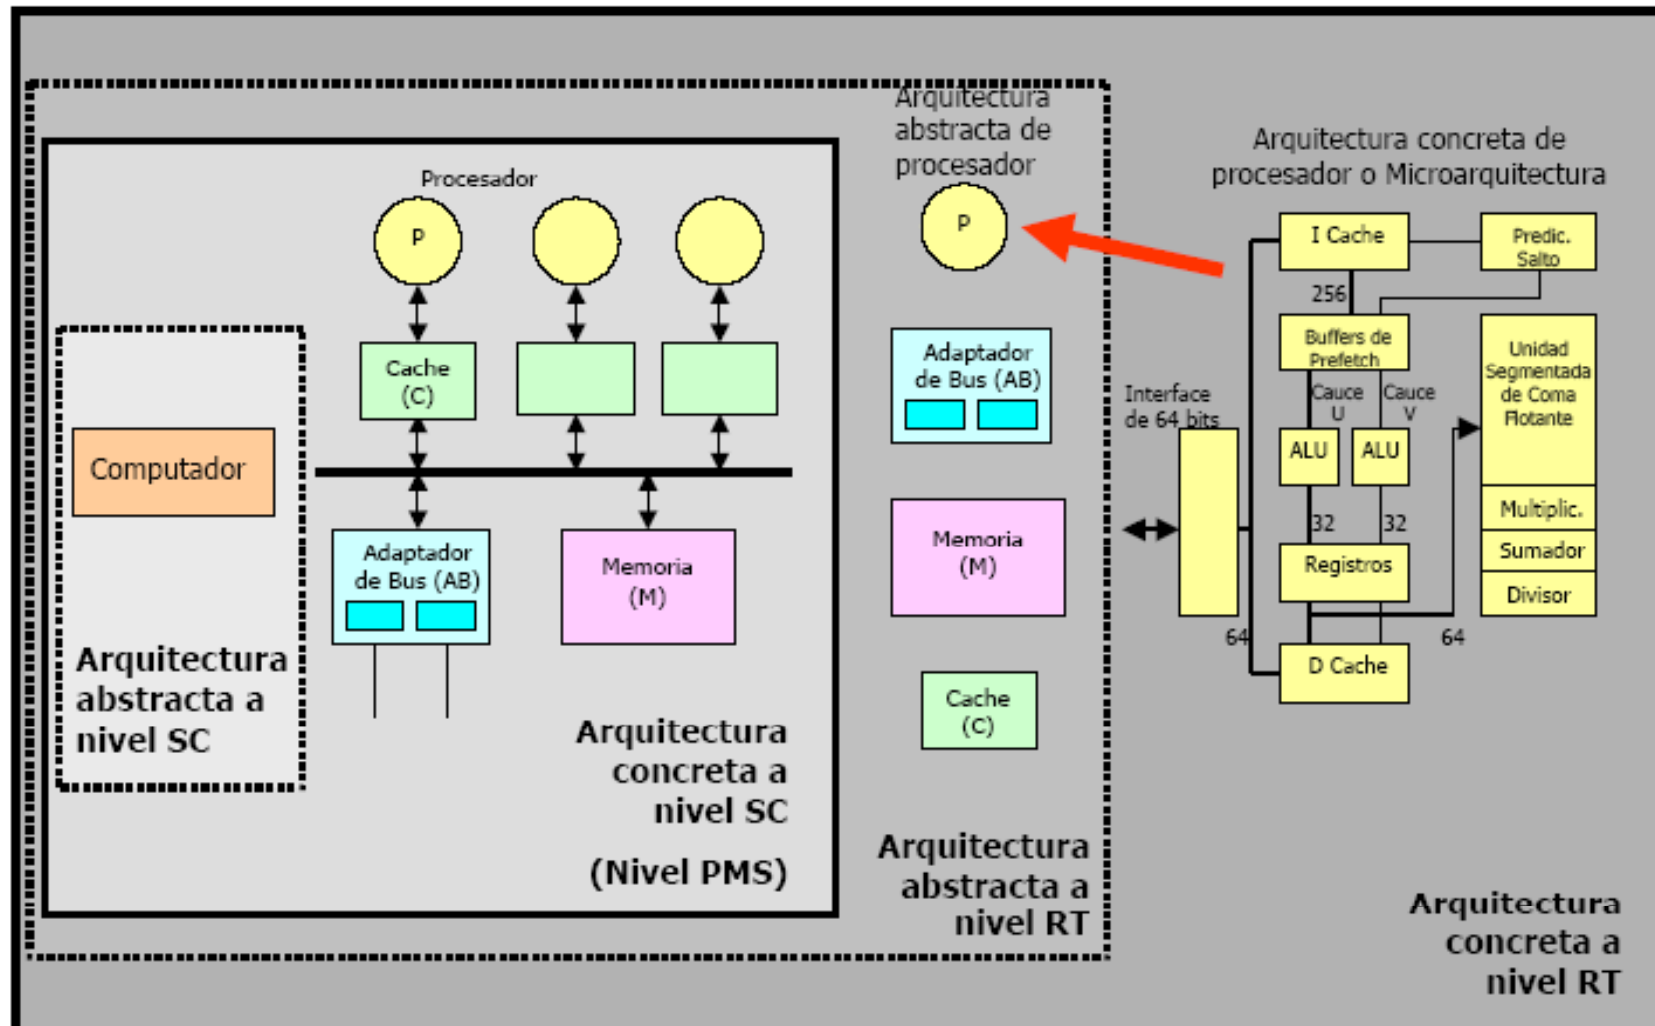 Procesador
P
Cache
(C)
Computador
Adaptador
de Bus (AB)
Memoria
(M)
Arquitectura
abstracta a
nivel SC
Arquitectura
concreta a
nivel SC
(Nivel PMS)
Arquitectura
abstracta de
procesador
P
Adaptador
de Bus (AB)
Memoria
(M)
Cache
(C)
Arquitectura
abstracta a
nivel RT
Arquitectura concreta de
procesador o Microarquitectura
I Cache
Predic.
Salto
256
Buffers de
Prefetch
Unidad
Segmentada
de Coma
Flotante
Interface
de 64 bits
Cauce
U
Cauce
V
ALU
ALU
32
32
Multiplic.
Sumador
Divisor
Registros
64
64
D Cache
Arquitectura
concreta a
nivel RT